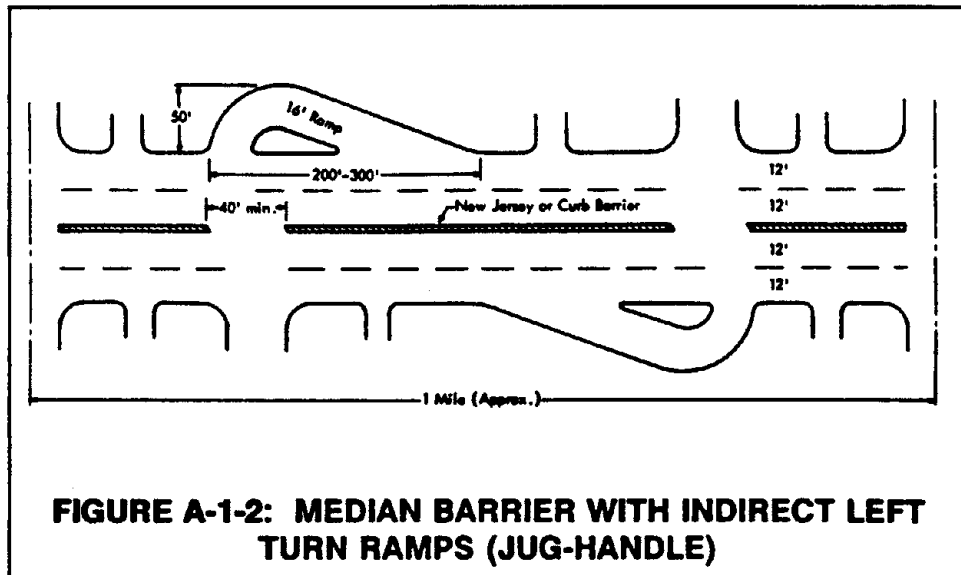 50'
16' Ramp
200'-300'
12'
40' min.
12'
New Jersey or Curb Barrier
12'
12'
1 Mile (Approx.)
FIGURE A-1-2: MEDIAN BARRIER WITH INDIRECT LEFT
TURN RAMPS (JUG-HANDLE)